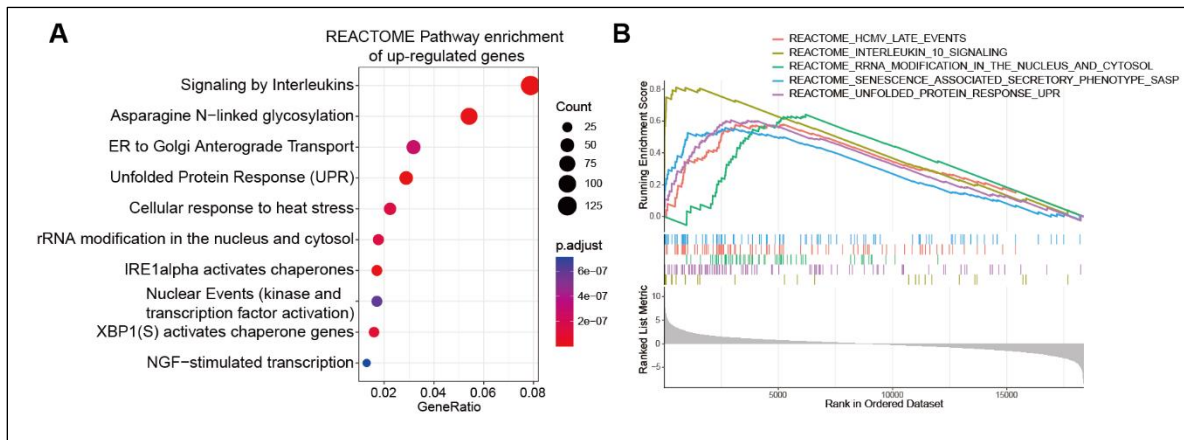 A
REACTOME Pathway enrichment
of up-regulated genes
Signaling by Interleukins
Asparagine N-linked glycosylation
ER to Golgi Anterograde Transport
Unfolded Protein Response (UPR)
Cellular response to heat stress
rRNA modification in the nucleus and cytosol
IRE1alpha activates chaperones
Nuclear Events (kinase and
transcription factor activation)
XBP1(S) activates chaperone genes
NGF-stimulated transcription
0.02 0.04 0.06 0.08
GeneRatio
Count
25
50
75
100
125
p.adjust
6e-07
4e-07
2e-07
B
REACTOME_HCMV_LATE_EVENTS
REACTOME_INTERLEUKIN_10_SIGNALING
REACTOME_RRNA_MODIFICATION_IN_THE_NUCLEUS_AND_CYTOSOL
REACTOME_SENESCENCE_ASSOCIATED_SECRETORY_PHENOTYPE_SASP
REACTOME_UNFOLDED_PROTEIN_RESPONSE_UPR
Running Enrichment Score
0.8
0.6
0.4
0.2
0.0
Ranked List Metric
10
5
0
-5
5000 10000 15000
Rank in Ordered Dataset